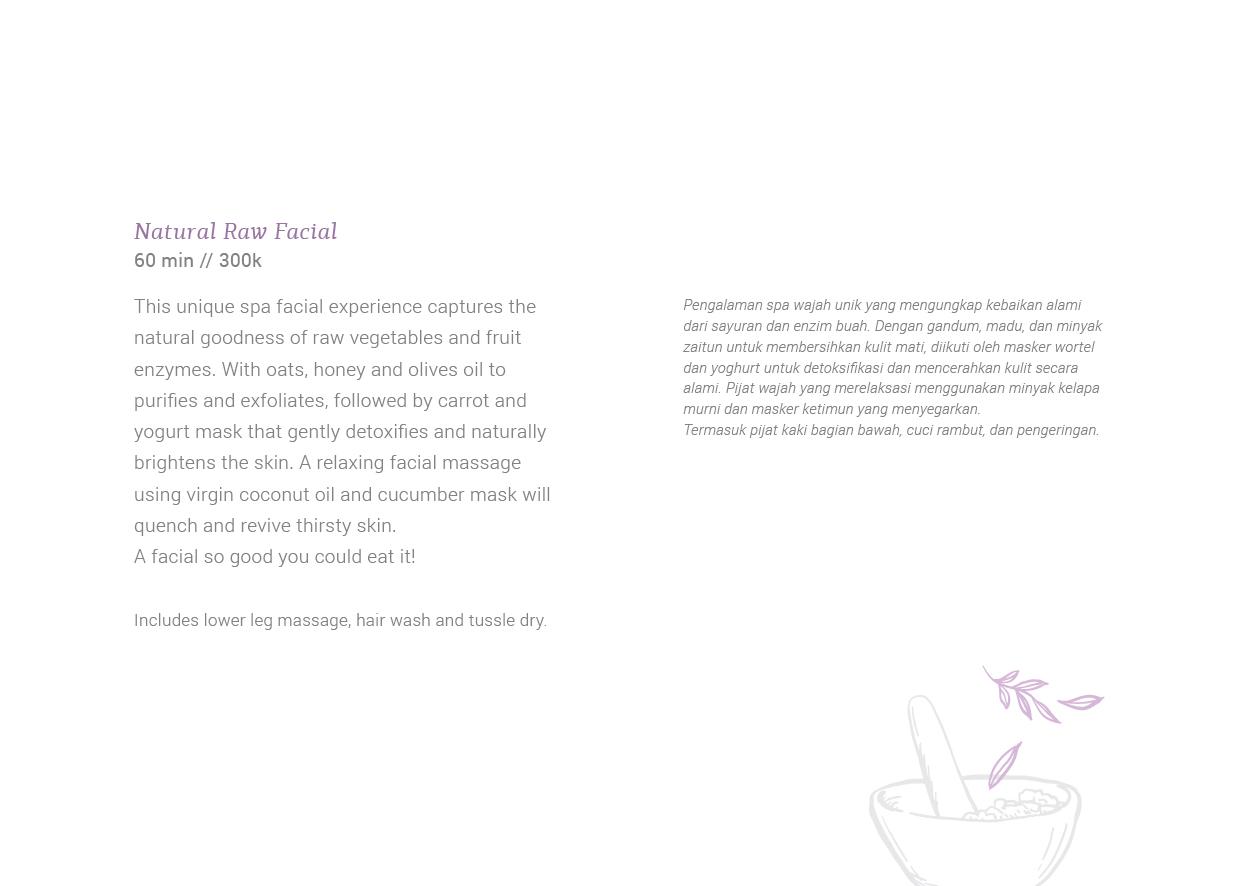 Natural Raw Facial
60 min // 300k
This unique spa facial experience captures the
natural goodness of raw vegetables and fruit
enzymes. With oats, honey and olives oil to
purifies and exfoliates, followed by carrot and
yogurt mask that gently detoxifies and naturally
brightens the skin. A relaxing facial massage
using virgin coconut oil and cucumber mask will
quench and revive thirsty skin.
A facial so good you could eat it!
Includes lower leg massage, hair wash and tussle dry.
Pengalaman spa wajah unik yang mengungkap kebaikan alami
dari sayuran dan enzim buah. Dengan gandum, madu, dan minyak
zaitun untuk membersihkan kulit mati, diikuti oleh masker wortel
dan yoghurt untuk detoksifikasi dan mencerahkan kulit secara
alami. Pijat wajah yang merelaksasi menggunakan minyak kelapa
murni dan masker ketimun yang menyegarkan.
Termasuk pijat kaki bagian bawah, cuci rambut, dan pengeringan.